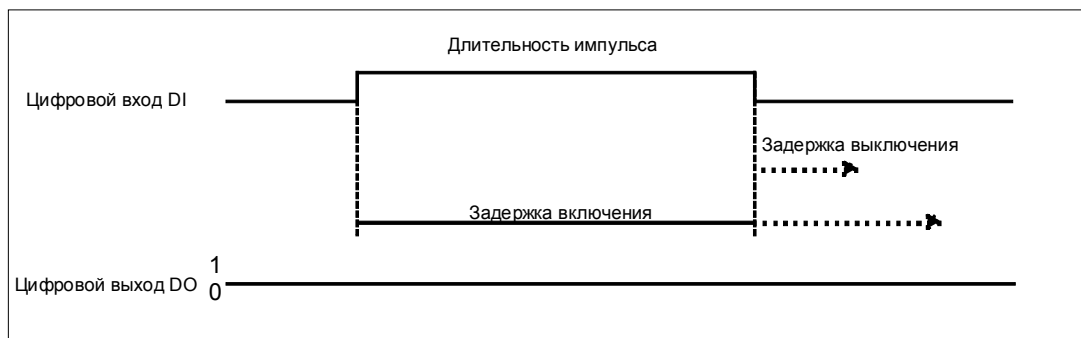 Длительность импульса
Цифровой вход DI
Задержка выключения
Задержка включения
1
Цифровой выход DO 0